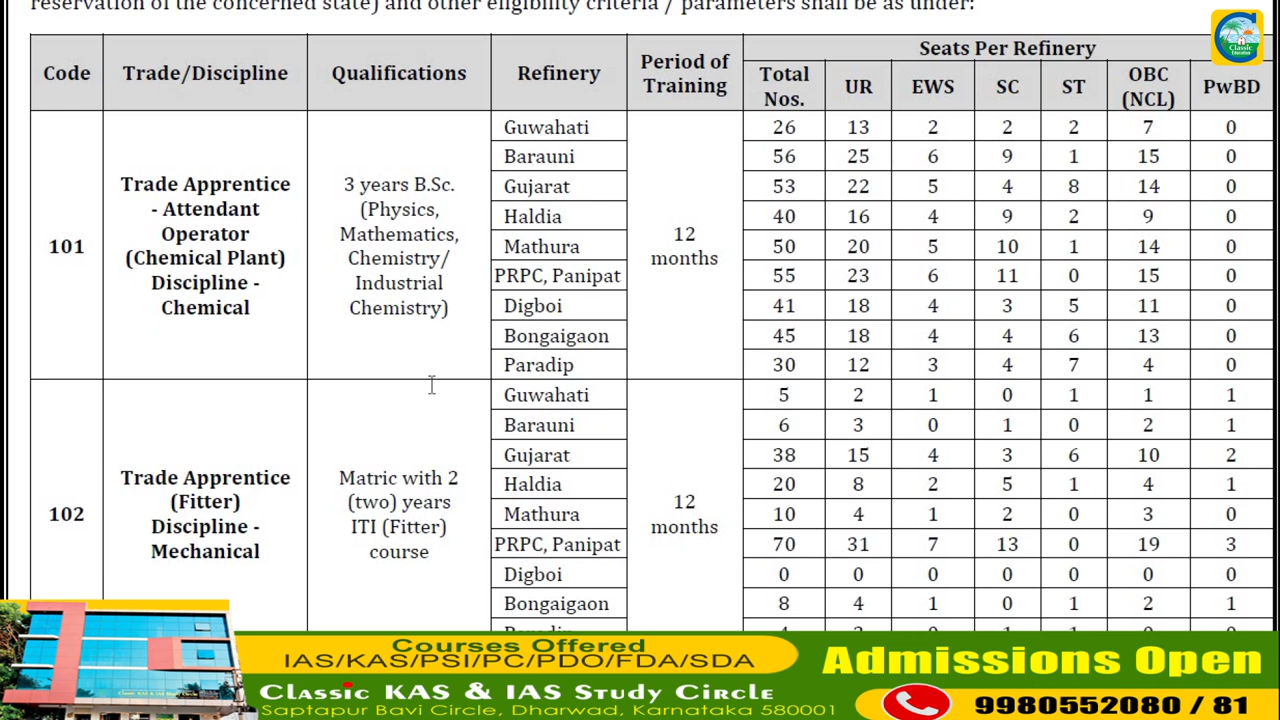 reservation of the concerned state) and other eligibility criteria / parameters shall be as under:
Classic
Education
Code Trade/Discipline Qualifications Refinery Period of Training Seats Per Refinery
Total Nos. UR EWS SC ST OBC (NCL) PwBD
101
Trade Apprentice
- Attendant
Operator
(Chemical Plant)
Discipline -
Chemical
3 years B.Sc.
(Physics,
Mathematics,
Chemistry/
Industrial
Chemistry)
12
months
Guwahati 26 13 2 2 2 7 0
Barauni 56 25 6 9 1 15 0
Gujarat 53 22 5 4 8 14 0
Haldia 40 16 4 9 2 9 0
Mathura 50 20 5 10 1 14 0
PRPC, Panipat 55 23 6 11 0 15 0
Digboi 41 18 4 3 5 11 0
Bongaigaon 45 18 4 4 6 13 0
Paradip 30 12 3 4 7 4 0
102
Trade Apprentice
(Fitter)
Discipline -
Mechanical
Matric with 2
(two) years
ITI (Fitter)
course
12
months
Guwahati 5 2 1 0 1 1 1
Barauni 6 3 0 1 0 2 1
Gujarat 38 15 4 3 6 10 2
Haldia 20 8 2 5 1 4 1
Mathura 10 4 1 2 0 3 0
PRPC, Panipat 70 31 7 13 0 19 3
Digboi 0 0 0 0 0 0 0
Bongaigaon 8 4 1 0 1 2 1
Courses Offered
IAS/KAS/PSI/PC/PDO/FDA/SDA
Classic KAS & IAS Study Circle
Saptapur Bavi Circle, Dharwad, Karnataka 580001
Admissions Open
9980552080 / 81